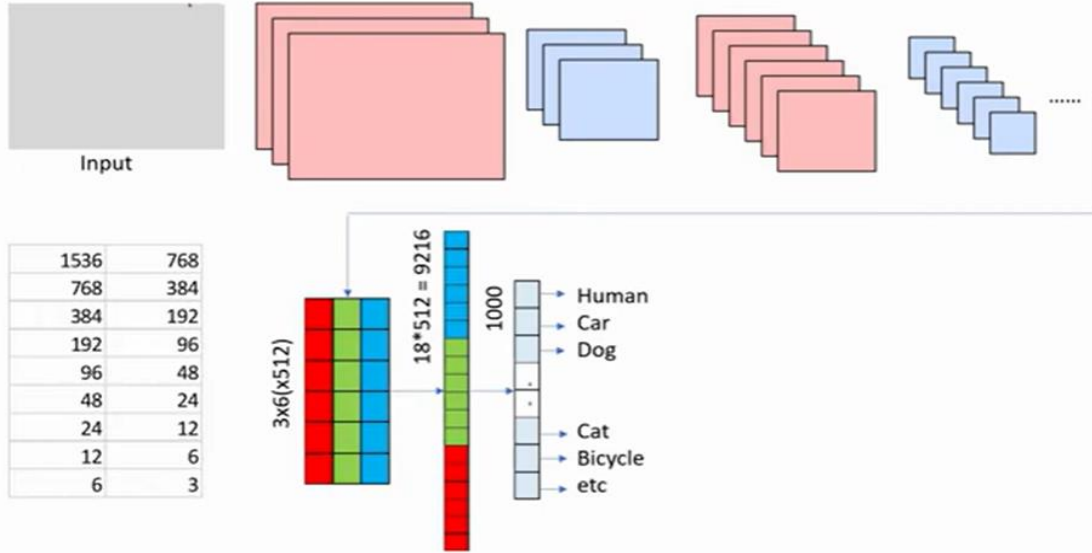 Input
......
1536 768
768 384
384 192
192 96
96 48
48 24
24 12
12 6
6 3
3x6(x512)
18*512 = 9216
1000
Human
Car
Dog
.
.
Cat
Bicycle
etc